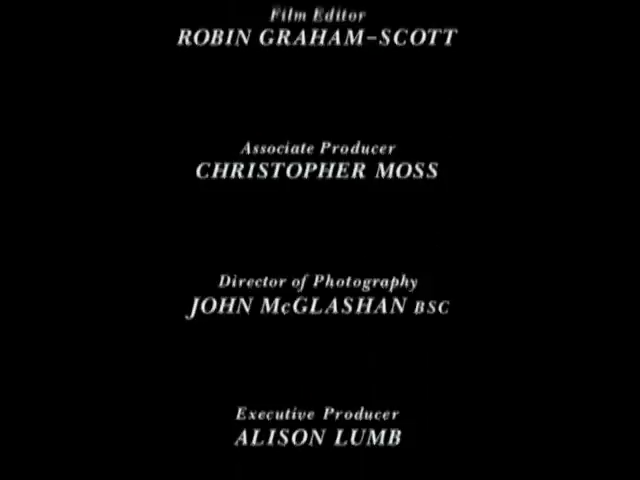 Film Editor
ROBIN GRAHAM-SCOTT
Associate Producer
CHRISTOPHER MOSS
Director of Photography
JOHN McGLASHAN BSC
Executive Producer
ALISON LUMB